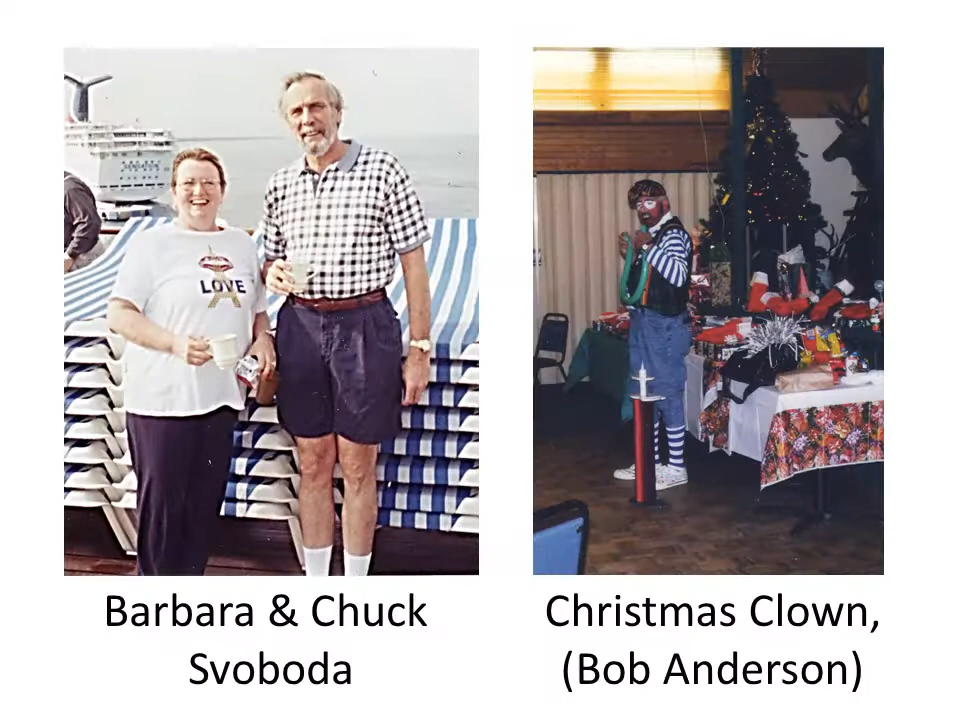 LOVE
Barbara & Chuck
Svoboda
Christmas Clown,
(Bob Anderson)